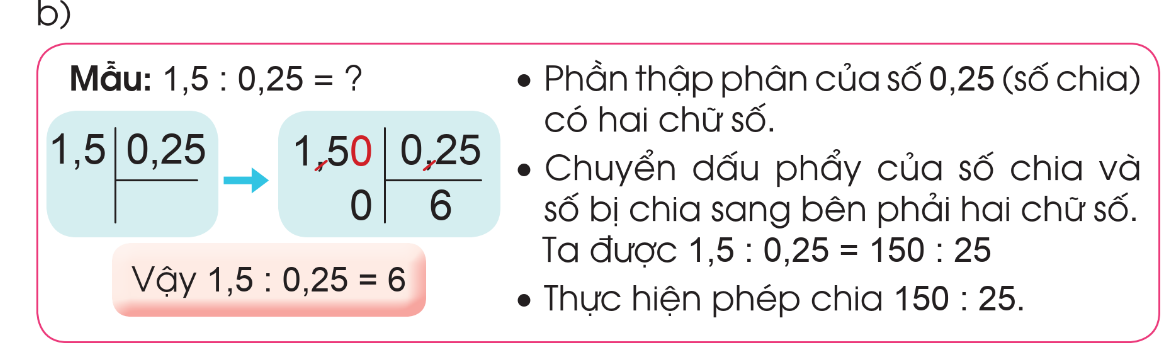 b)
Mẫu: 1,5 : 0,25 = ?
1,5 0,25
1,50 0,25
0 6
Vậy 1,5 : 0,25 = 6
• Phần thập phân của số 0,25 (số chia)
có hai chữ số.
• Chuyển dấu phẩy của số chia và
số bị chia sang bên phải hai chữ số.
Ta được 1,5 : 0,25 = 150 : 25
• Thực hiện phép chia 150 : 25.